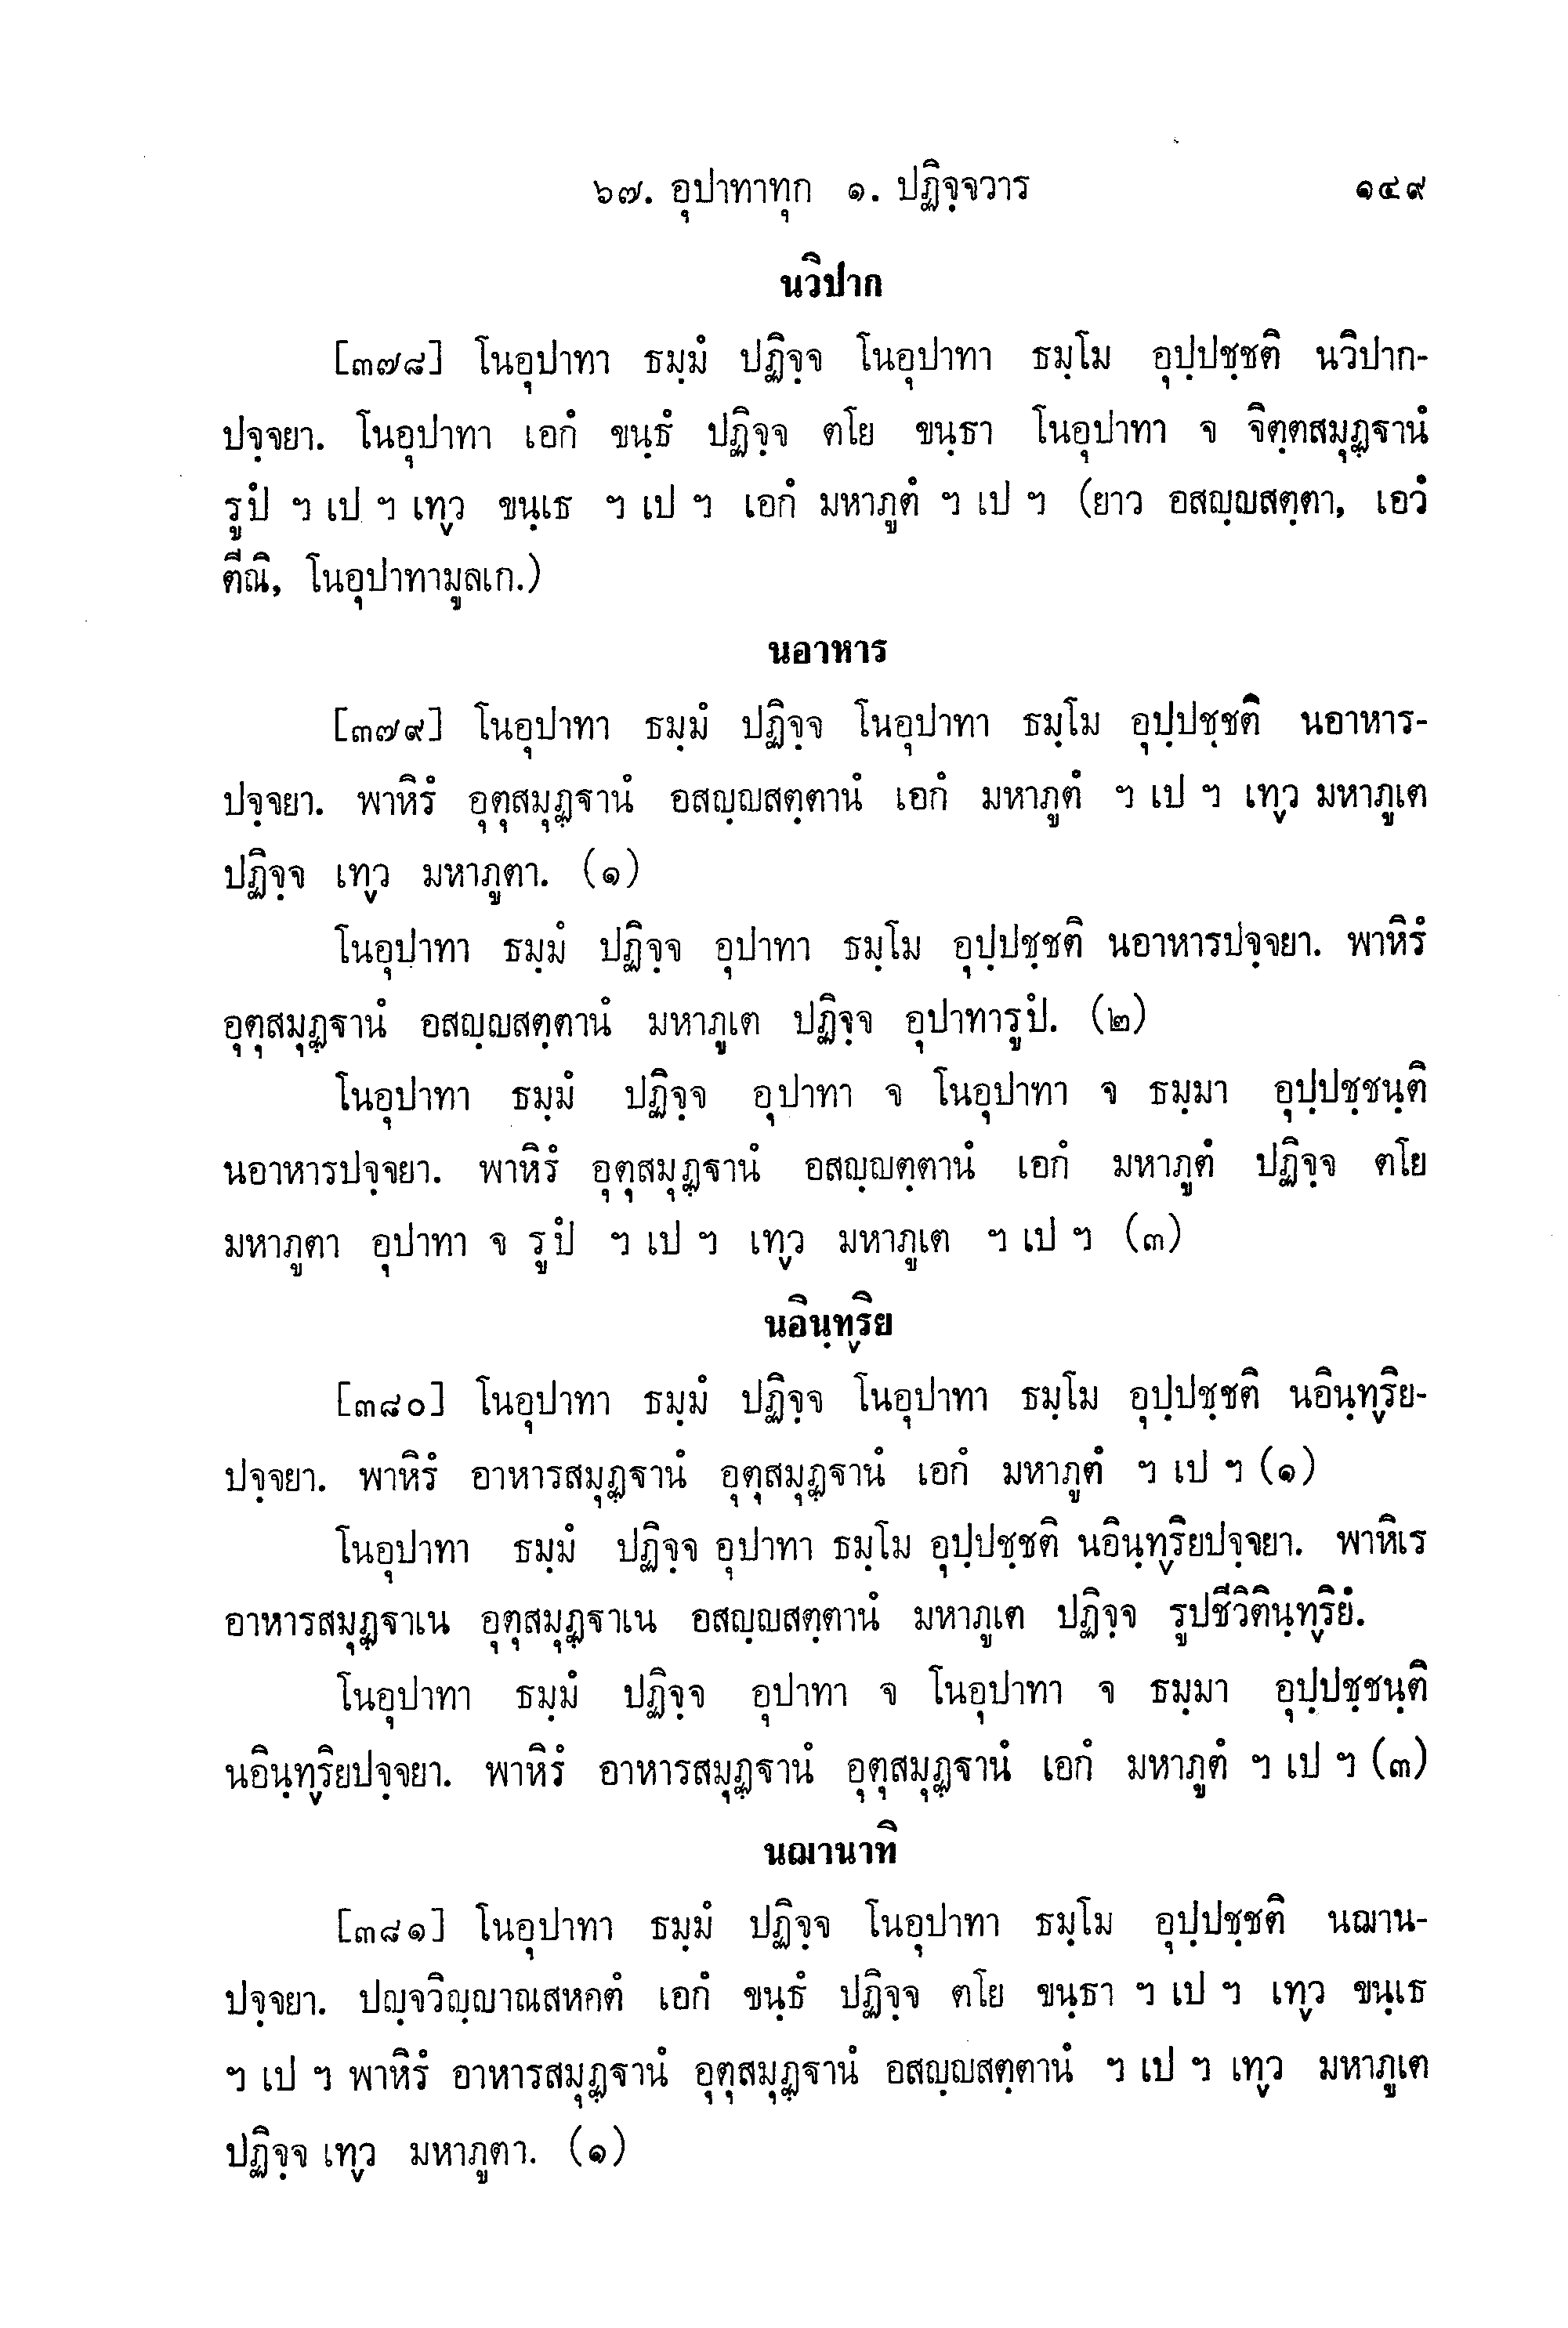 ๖๗. อุปาทาทุก ๑. ปฏิจฺจวาร ๑๔๙
นวิปาก
[๓๗๘] โนอุปาทา ธมฺมํ ปฏิจฺจ โนอุปาทา ธมฺโม อุปฺปชฺชติ นวิปาก-
ปจฺจยา. โนอุปาทา เอกํ ขนฺธํ ปฏิจฺจ ตโย ขนฺธา โนอุปาทา จ จิตฺตสมุฏฺฐานํ
รูปํ ฯ เป ฯ เทฺว ขนฺเธ ฯ เป ฯ เอกํ มหาภูตํ ฯ เป ฯ (ยาว อสญฺญสตฺตา, เอวํ
ตีณิ, โนอุปาทามูลเก.)
นอาหาร
[๓๗๙] โนอุปาทา ธมฺมํ ปฏิจฺจ โนอุปาทา ธมฺโม อุปฺปชฺชติ นอาหาร-
ปจฺจยา. พาหิรํ อุตุสมุฏฺฐานํ อสญฺญสตฺตานํ เอกํ มหาภูตํ ฯ เป ฯ เทฺว มหาภูเต
ปฏิจฺจ เทฺว มหาภูตา. (๑)
โนอุปาทา ธมฺมํ ปฏิจฺจ อุปาทา ธมฺโม อุปฺปชฺชติ นอาหารปจฺจยา. พาหิรํ
อุตุสมุฏฺฐานํ อสญฺญสตฺตานํ มหาภูเต ปฏิจฺจ อุปาทารูปํ. (๒)
โนอุปาทา ธมฺมํ ปฏิจฺจ อุปาทา จ โนอุปาทา จ ธมฺมา อุปฺปชฺชนฺติ
นอาหารปจฺจยา. พาหิรํ อุตุสมุฏฺฐานํ อสญฺญตฺตานํ เอกํ มหาภูตํ ปฏิจฺจ ตโย
มหาภูตา อุปาทา จ รูปํ ฯ เป ฯ เทฺว มหาภูเต ฯ เป ฯ (๓)
นอินฺทฺริย
[๓๘๐] โนอุปาทา ธมฺมํ ปฏิจฺจ โนอุปาทา ธมฺโม อุปฺปชฺชติ นอินฺทฺริย-
ปจฺจยา. พาหิรํ อาหารสมุฏฺฐานํ อุตุสมุฏฺฐานํ เอกํ มหาภูตํ ฯ เป ฯ (๑)
โนอุปาทา ธมฺมํ ปฏิจฺจ อุปาทา ธมฺโม อุปฺปชฺชติ นอินฺทฺริยปจฺจยา. พาหิเร
อาหารสมุฏฺฐาเน อุตุสมุฏฺฐาเน อสญฺญสตฺตานํ มหาภูเต ปฏิจฺจ รูปชีวิตินฺทฺริยํ.
โนอุปาทา ธมฺมํ ปฏิจฺจ อุปาทา จ โนอุปาทา จ ธมฺมา อุปฺปชฺชนฺติ
นอินฺทฺริยปจฺจยา. พาหิรํ อาหารสมุฏฺฐานํ อุตุสมุฏฺฐานํ เอกํ มหาภูตํ ฯ เป ฯ (๓)
นฌานาทิ
[๓๘๑] โนอุปาทา ธมฺมํ ปฏิจฺจ โนอุปาทา ธมฺโม อุปฺปชฺชติ นฌาน-
ปจฺจยา. ปญฺจวิญฺญาณสหคตํ เอกํ ขนฺธํ ปฏิจฺจ ตโย ขนฺธา ฯ เป ฯ เทฺว ขนฺเธ
ฯ เป ฯ พาหิรํ อาหารสมุฏฺฐานํ อุตุสมุฏฺฐานํ อสญฺญสตฺตานํ ฯ เป ฯ เทฺว มหาภูเต
ปฏิจฺจ เทฺว มหาภูตา. (๑)